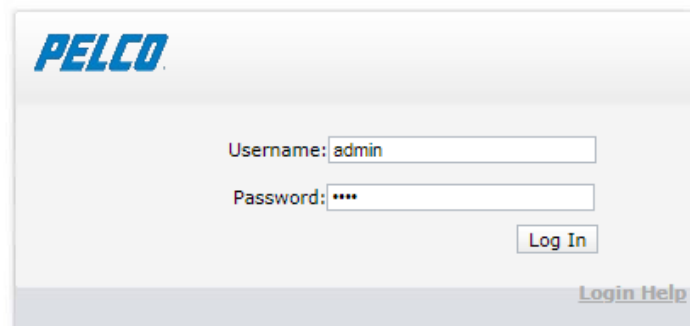 PELCO.
Username: admin
Password: ••••
Log In
Login Help